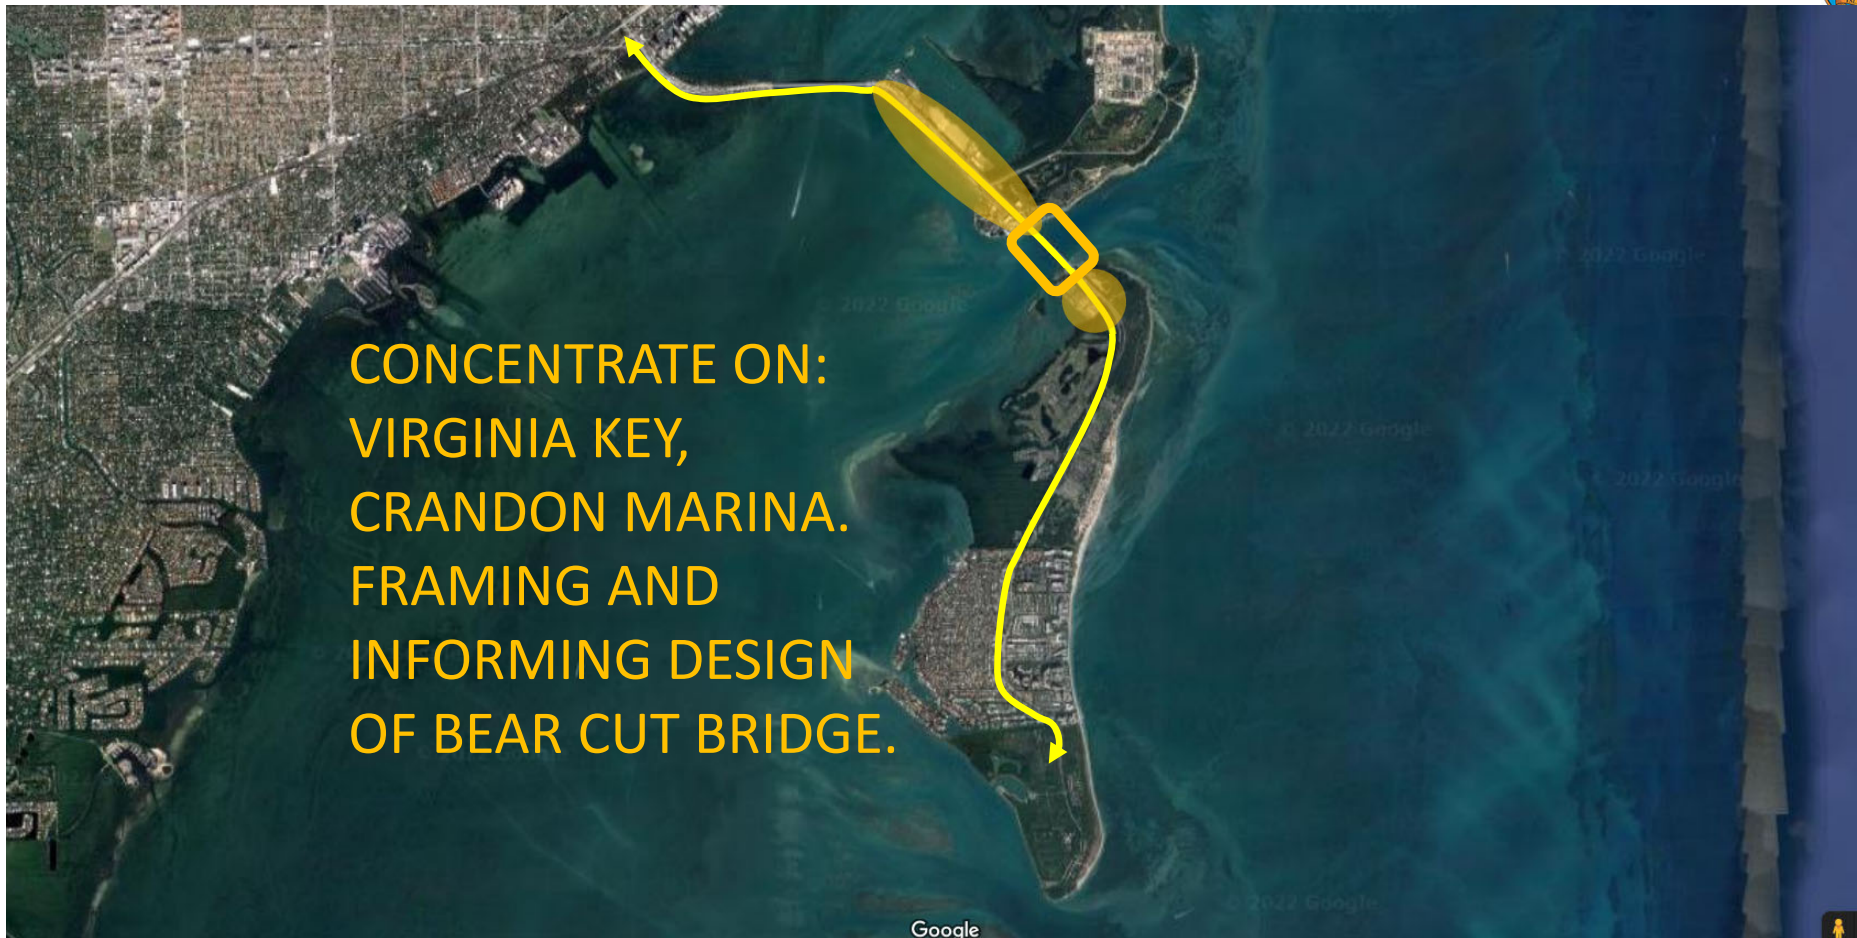 2022 Google
2022 Google
CONCENTRATE ON:
VIRGINIA KEY,
CRANDON MARINA.
FRAMING AND
INFORMING DESIGN
OF BEAR CUT BRIDGE.
© 2022 Google
© 2022 Google
2022 Google
Google